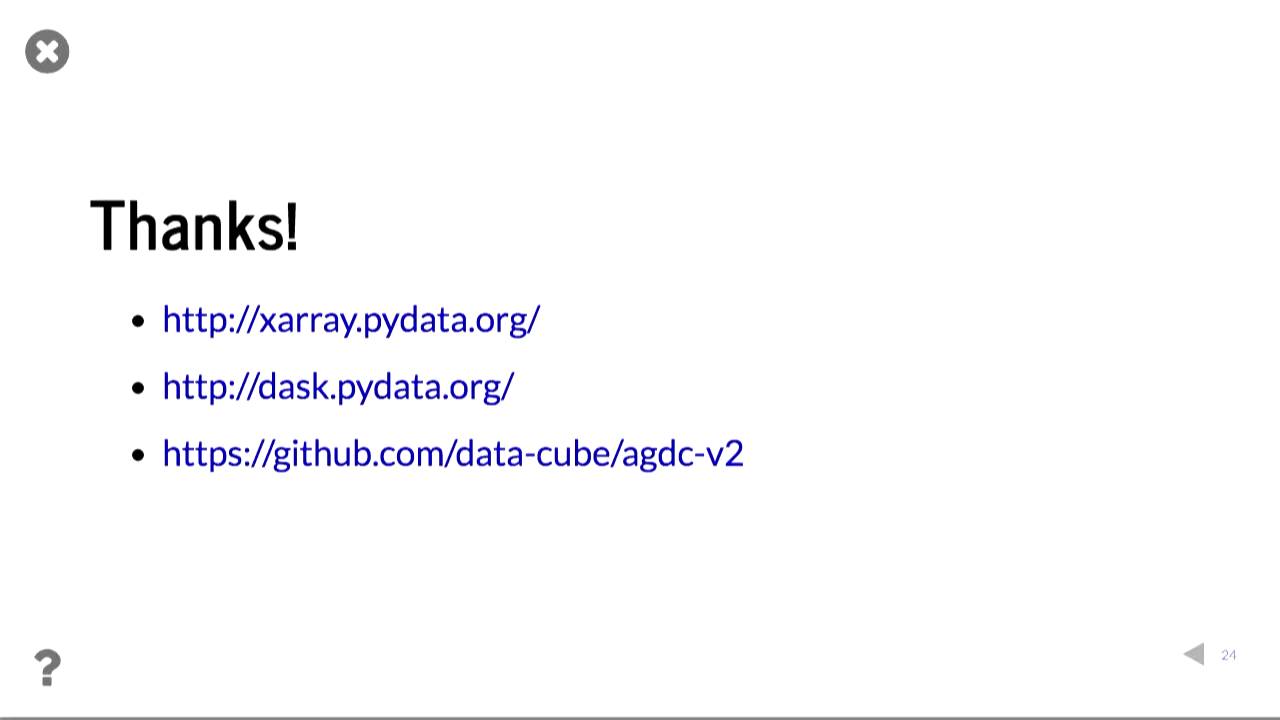 Thanks!
http://xarray.pydata.org/
http://dask.pydata.org/
https://github.com/data-cube/agdc-v2
?
24